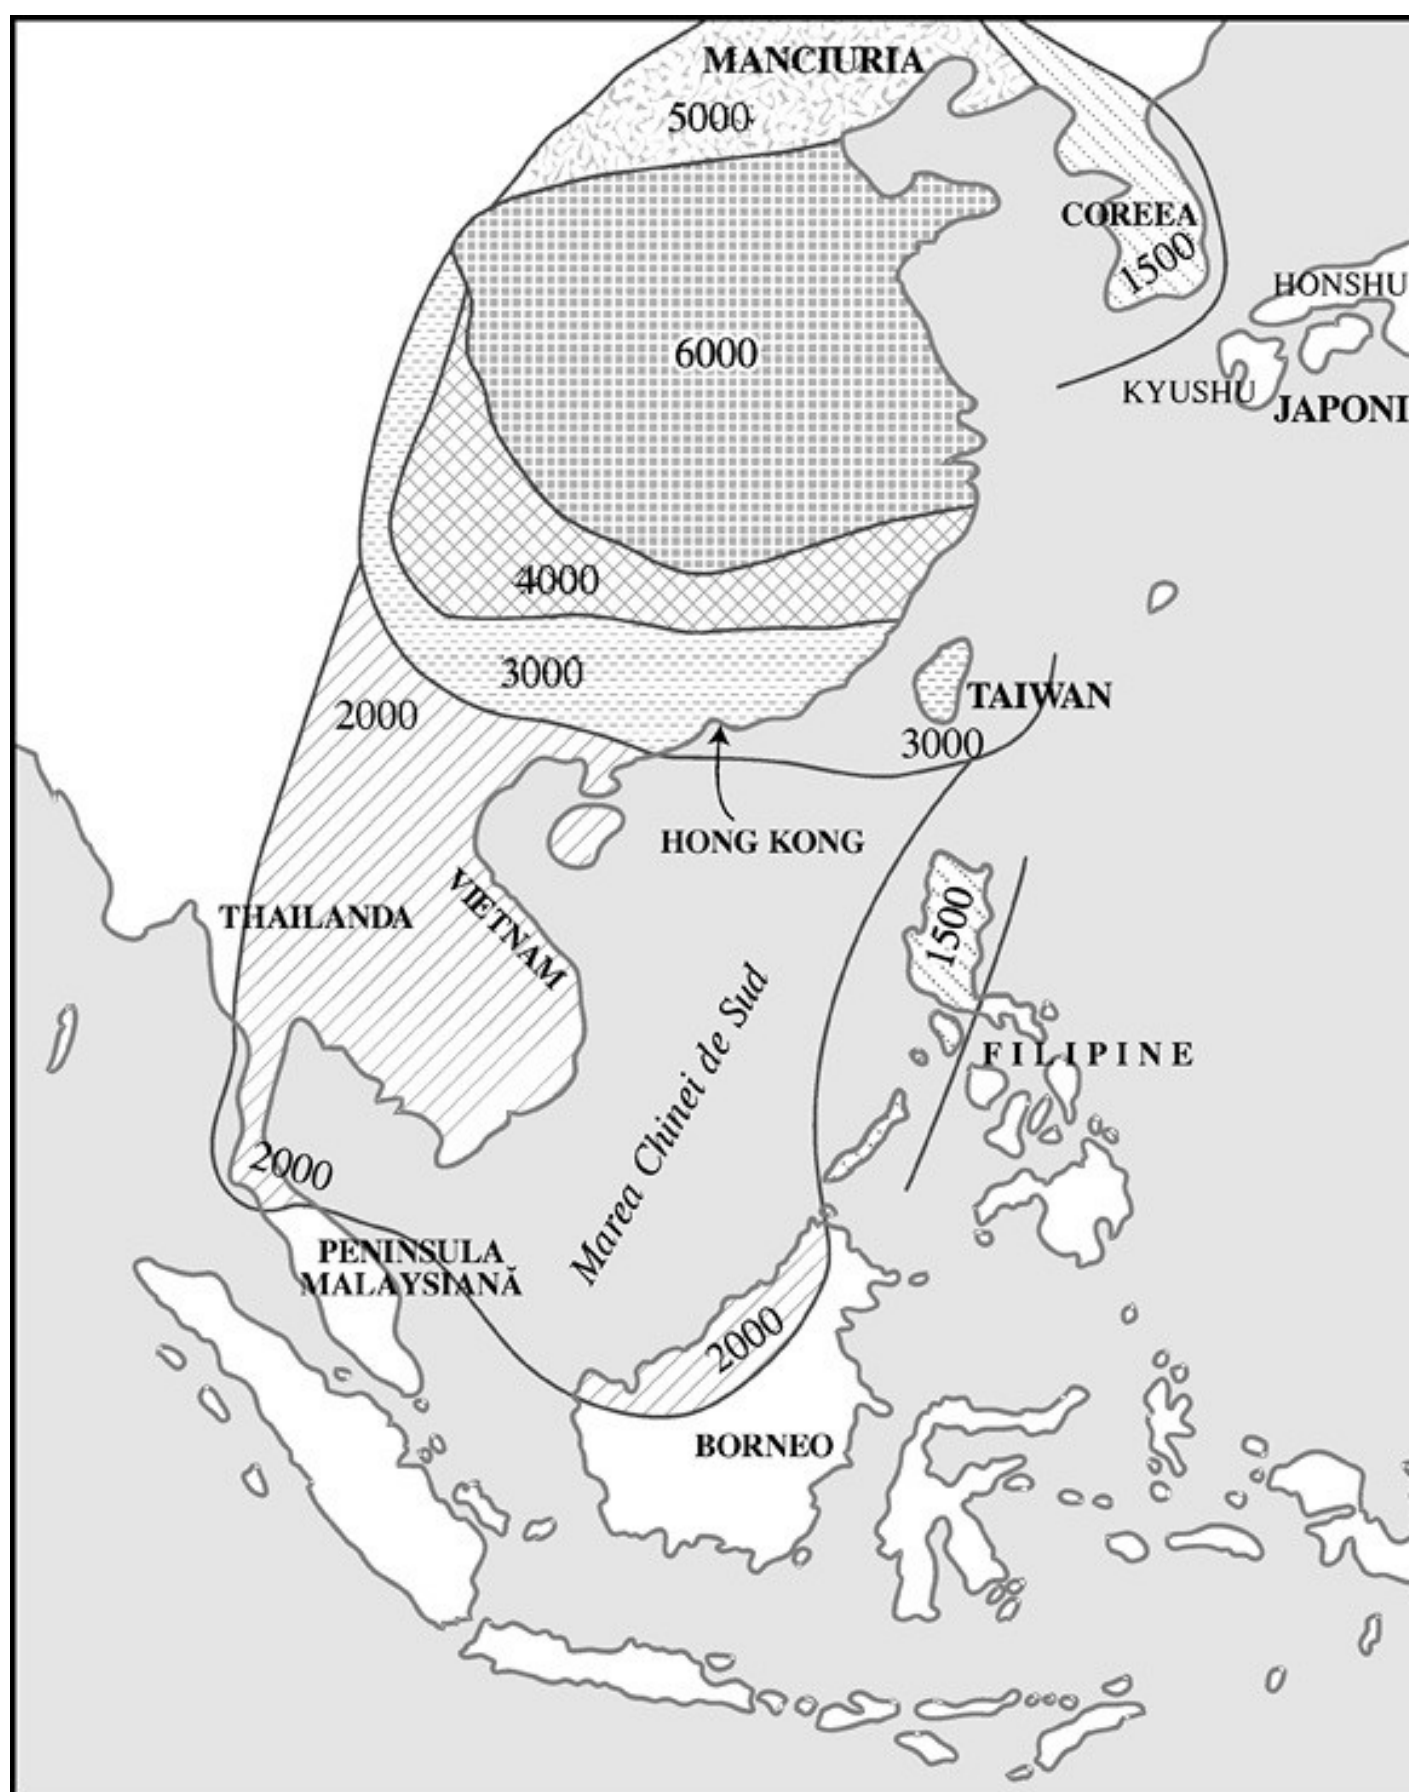 MANCIURIA
5000
COREEA
1500
HONSHU
6000
KYUSHU
JAPONI
4000
3000
2000
TAIWAN
3000
HONG KONG
VIETNAM
THAILANDA
1500
Marea Chinei de Sud
FILIPINE
2000
PENINSULA
MALAYSIANĂ
2000
BORNEO